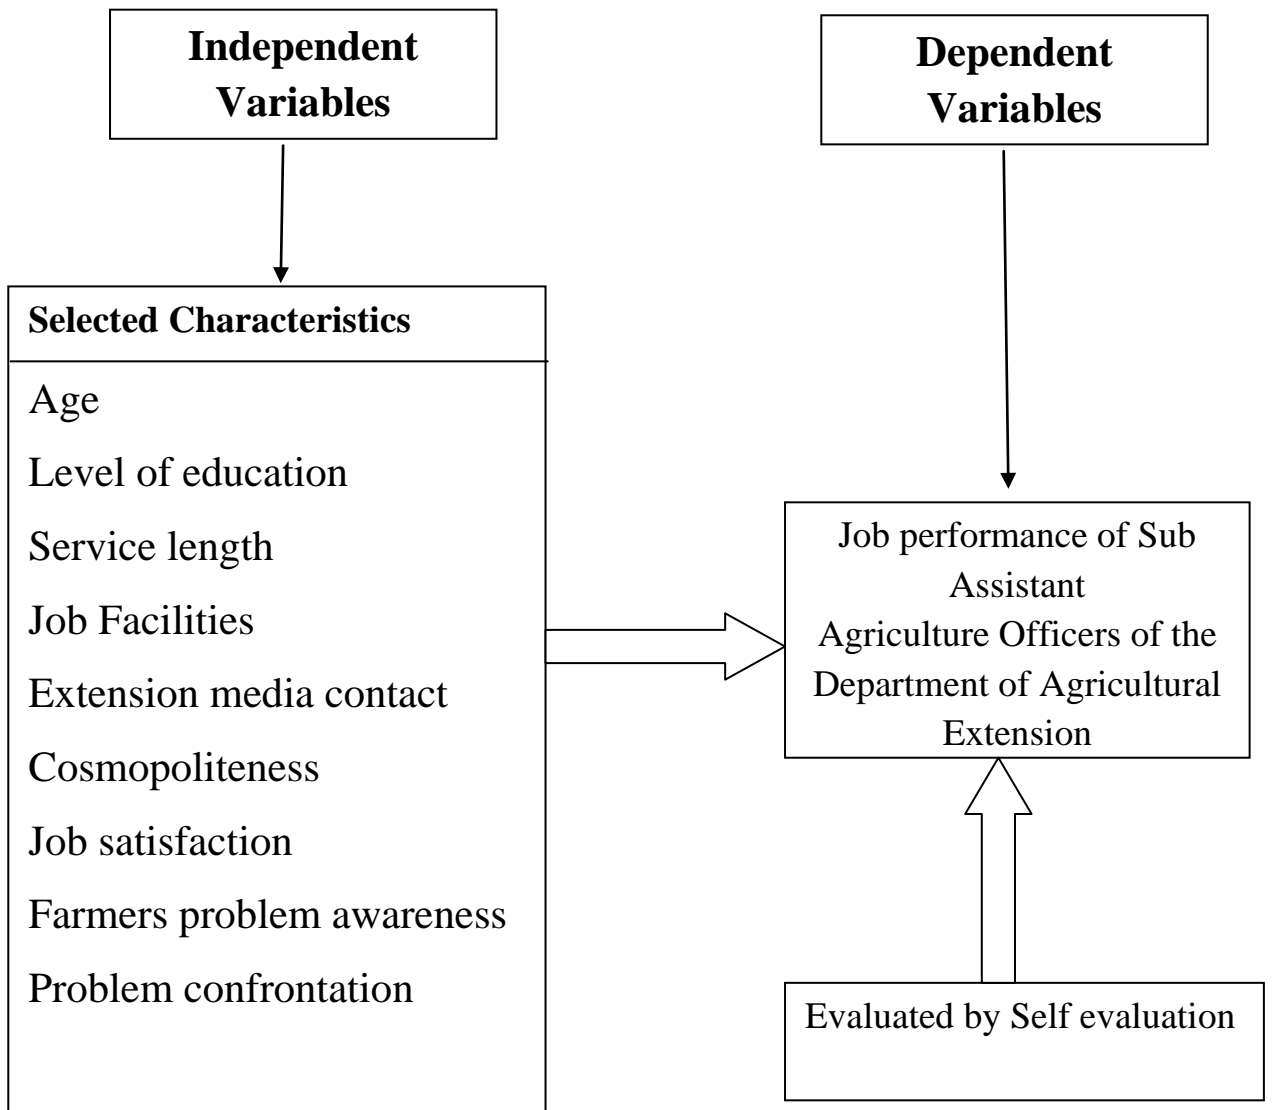 Independent
Variables
Dependent
Variables
Selected Characteristics
Age
Level of education
Service length
Job Facilities
Extension media contact
Cosmopoliteness
Job satisfaction
Farmers problem awareness
Problem confrontation
Job performance of Sub
Assistant
Agriculture Officers of the
Department of Agricultural
Extension
Evaluated by Self evaluation